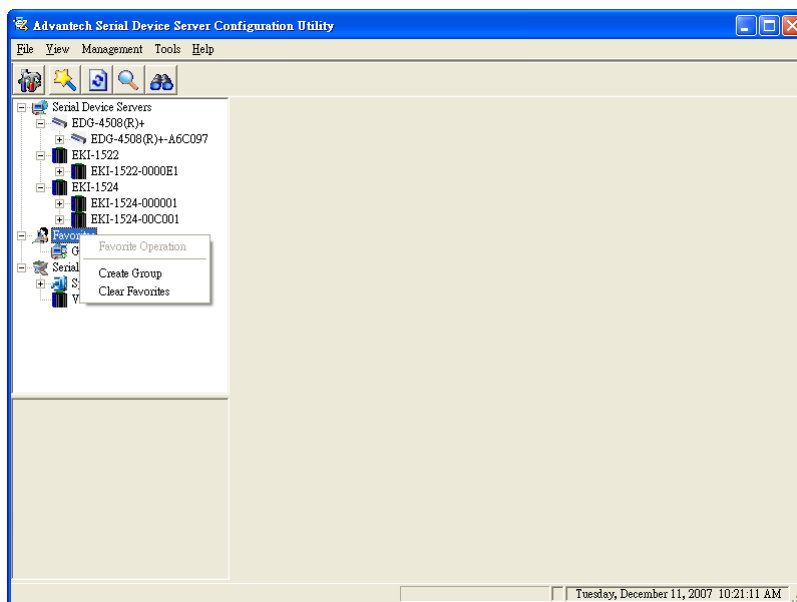 Advantech Serial Device Server Configuration Utility
File View Management Tools Help
Serial Device Servers
EDG-4508(R)+
EDG-4508(R)+-A6C097
EKI-1522
EKI-1522-0000E1
EKI-1524
EKI-1524-000001
EKI-1524-00C001
Favorite Operation
Create Group
Clear Favorites
Serial
Tuesday, December 11, 2007 10:21:11 AM